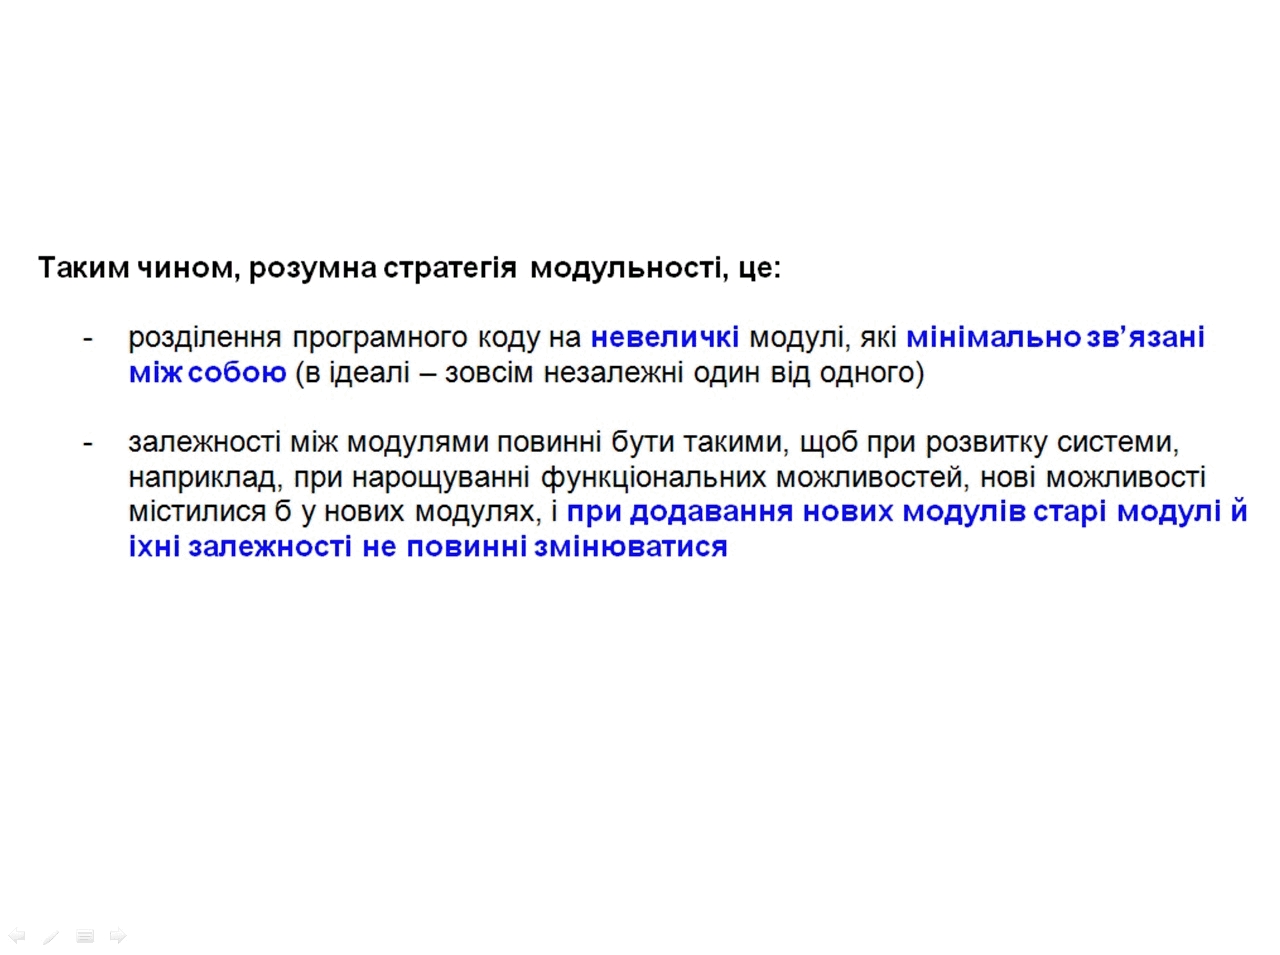 Таким чином, розумна стратегія модульності, це:
- розділення програмного коду на невеличкі модулі, які мінімально зв’язані
між собою (в ідеалі – зовсім незалежні один від одного)
- залежності між модулями повинні бути такими, щоб при розвитку системи,
наприклад, при нарощуванні функціональних можливостей, нові можливості
містилися б у нових модулях, і при додавання нових модулів старі модулі й
іхні залежності не повинні змінюватися